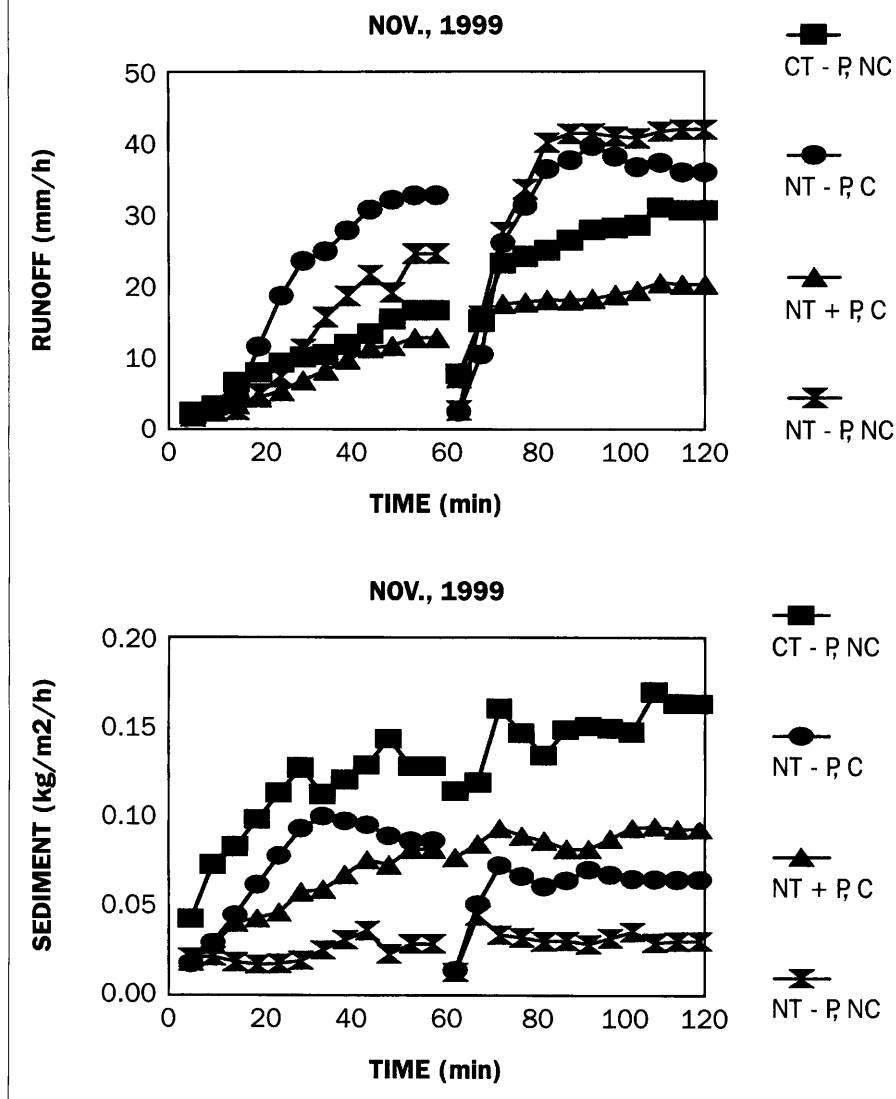 NOV., 1999
50
40
30
20
10
0
RUNOFF (mm/h)
0 20 40 60 80 100 120
TIME (min)
CT - P, NC
NT - P, C
NT + P, C
NT - P, NC
NOV., 1999
0.20
0.15
0.10
0.05
0.00
SEDIMENT (kg/m2/h)
0 20 40 60 80 100 120
TIME (min)
CT - P, NC
NT - P, C
NT + P, C
NT - P, NC